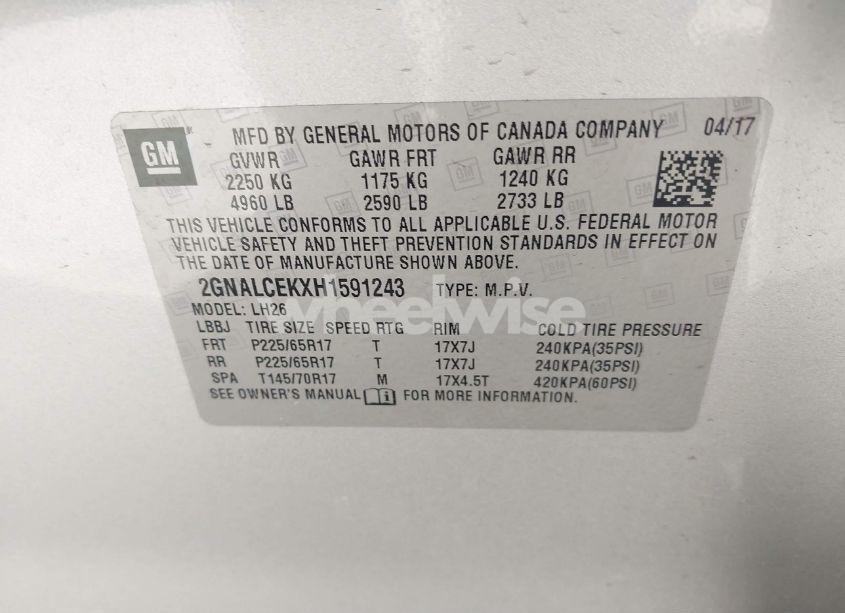 GM
MFD BY GENERAL MOTORS OF CANADA COMPANY 04/17
GVWR GAWR FRT GAWR RR
2250 KG 1175 KG 1240 KG
4960 LB 2590 LB 2733 LB
THIS VEHICLE CONFORMS TO ALL APPLICABLE U.S. FEDERAL MOTOR
VEHICLE SAFETY AND THEFT PREVENTION STANDARDS IN EFFECT ON
THE DATE OF MANUFACTURE SHOWN ABOVE.
2GNALCEKXH1591243 TYPE: M.P.V.
wheelwise
MODEL: LH26
LBBJ TIRE SIZE SPEED RTG RIM COLD TIRE PRESSURE
FRT P225/65R17 T 17X7J 240KPA(35PSI)
RR P225/65R17 T 17X7J 240KPA(35PSI)
SPA T145/70R17 M 17X4.5T 420KPA(60PSI)
SEE OWNER'S MANUAL FOR MORE INFORMATION.
wheelwise